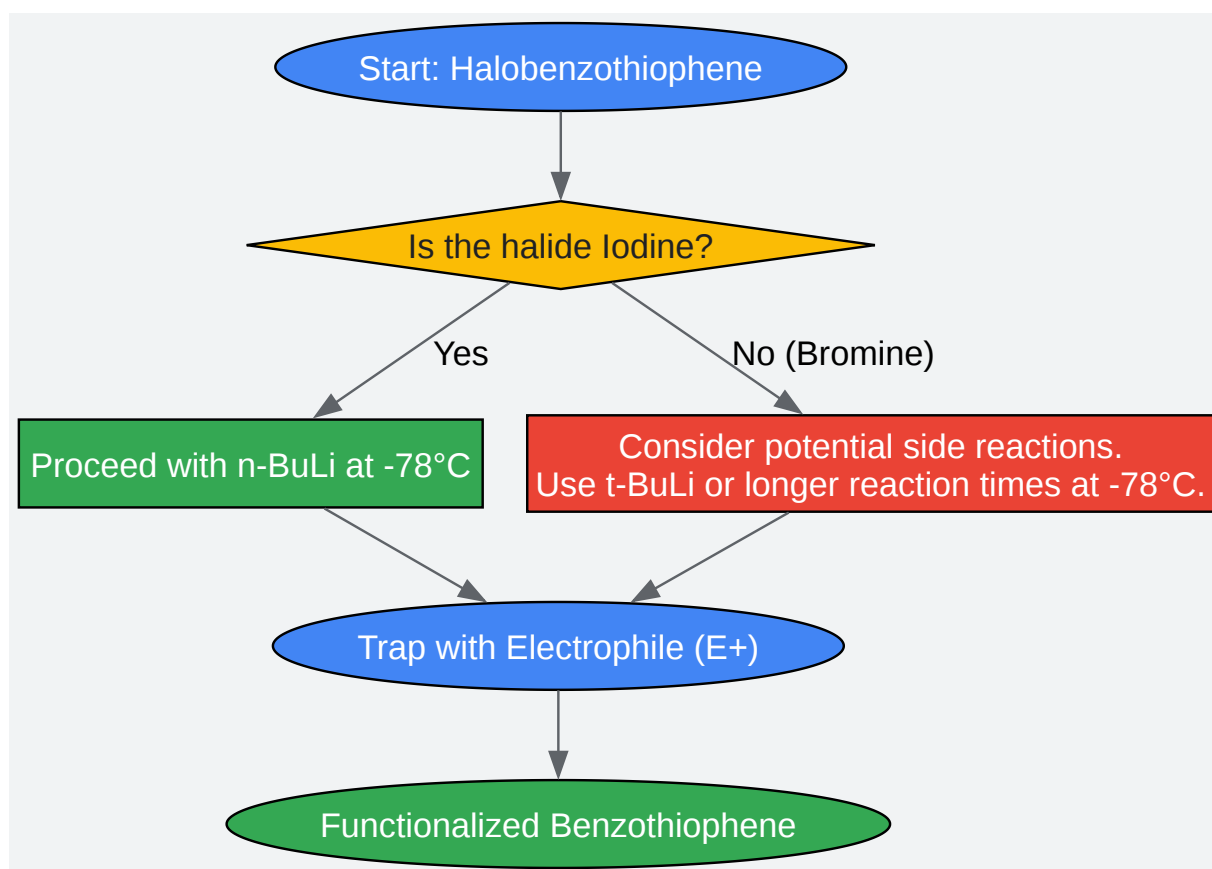 Start: Halobenzothiophene
Is the halide Iodine?
Yes
No (Bromine)
Proceed with n-BuLi at -78°C
Consider potential side reactions.
Use t-BuLi or longer reaction times at -78°C.
Trap with Electrophile (E+)
Functionalized Benzothiophene